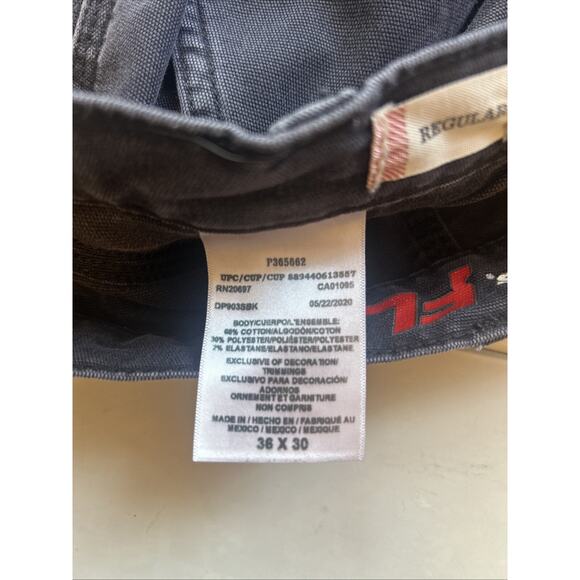 REGULAR
FL
P365662
UPC/CUP/CUP 889440613887
RN20697 CA01095
DP903SBK 05/22/2020
BODY/CUERPO/L'ENSEMBLE:
68% COTTON/ALGODÓN/COTON
30% POLYESTER/POLIÉSTER/POLYESTER
2% ELASTANE/ELASTANO/ELASTANE
EXCLUSIVE OF DECORATION/
TRIMMINGS
EXCLUSIVO PARA DECORACIÓN/
ADORNOS
ORNEMENT ET GARNITURE
NON COMPRIS
MADE IN / HECHO EN / FABRIQUÉ AU
MEXICO / MÉXICO / MEXIQUE
36 X 30